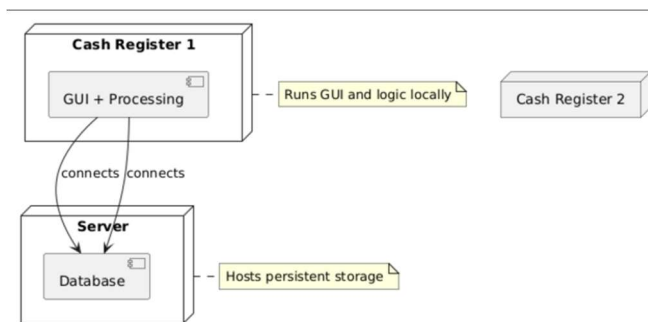 Cash Register 1
GUI + Processing
Runs GUI and logic locally
Cash Register 2
connects connects
Server
Database
Hosts persistent storage